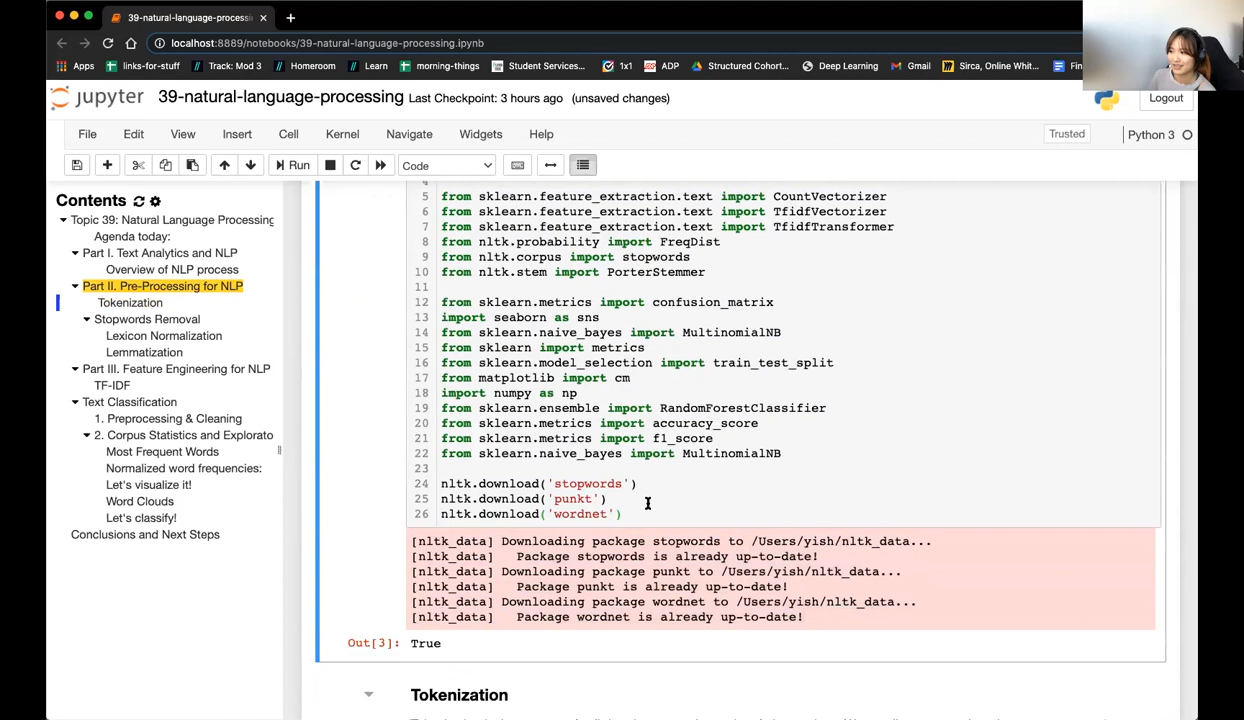 39-natural-language-processi
localhost:8889/notebooks/39-natural-language-processing.ipynb
Apps links-for-stuff Track: Mod 3 Homeroom Learn morning-things Student Services... 1x1 ADP Structured Cohort... Deep Learning Gmail Sirca, Online Whit... Fin
jupyter 39-natural-language-processing Last Checkpoint: 3 hours ago (unsaved changes) Logout
File Edit View Insert Cell Kernel Navigate Widgets Help Trusted Python 3
Run Code
Contents
Topic 39: Natural Language Processing
Agenda today:
Part I. Text Analytics and NLP
Overview of NLP process
Part II. Pre-Processing for NLP
Tokenization
Stopwords Removal
Lexicon Normalization
Lemmatization
Part III. Feature Engineering for NLP
TF-IDF
Text Classification
1. Preprocessing & Cleaning
2. Corpus Statistics and Explorato
Most Frequent Words
Normalized word frequencies:
Let's visualize it!
Word Clouds
Let's classify!
Conclusions and Next Steps
4
5 from sklearn.feature_extraction.text import CountVectorizer
6 from sklearn.feature_extraction.text import TfidfVectorizer
7 from sklearn.feature_extraction.text import TfidfTransformer
8 from nltk.probability import FreqDist
9 from nltk.corpus import stopwords
10 from nltk.stem import PorterStemmer
11
12 from sklearn.metrics import confusion_matrix
13 import seaborn as sns
14 from sklearn.naive_bayes import MultinomialNB
15 from sklearn import metrics
16 from sklearn.model_selection import train_test_split
17 from matplotlib import cm
18 import numpy as np
19 from sklearn.ensemble import RandomForestClassifier
20 from sklearn.metrics import accuracy_score
21 from sklearn.metrics import f1_score
22 from sklearn.naive_bayes import MultinomialNB
23
24 nltk.download('stopwords')
25 nltk.download('punkt')
26 nltk.download('wordnet')
[nltk_data] Downloading package stopwords to /Users/yish/nltk_data...
[nltk_data] Package stopwords is already up-to-date!
[nltk_data] Downloading package punkt to /Users/yish/nltk_data...
[nltk_data] Package punkt is already up-to-date!
[nltk_data] Downloading package wordnet to /Users/yish/nltk_data...
[nltk_data] Package wordnet is already up-to-date!
Out[3]: True
Tokenization